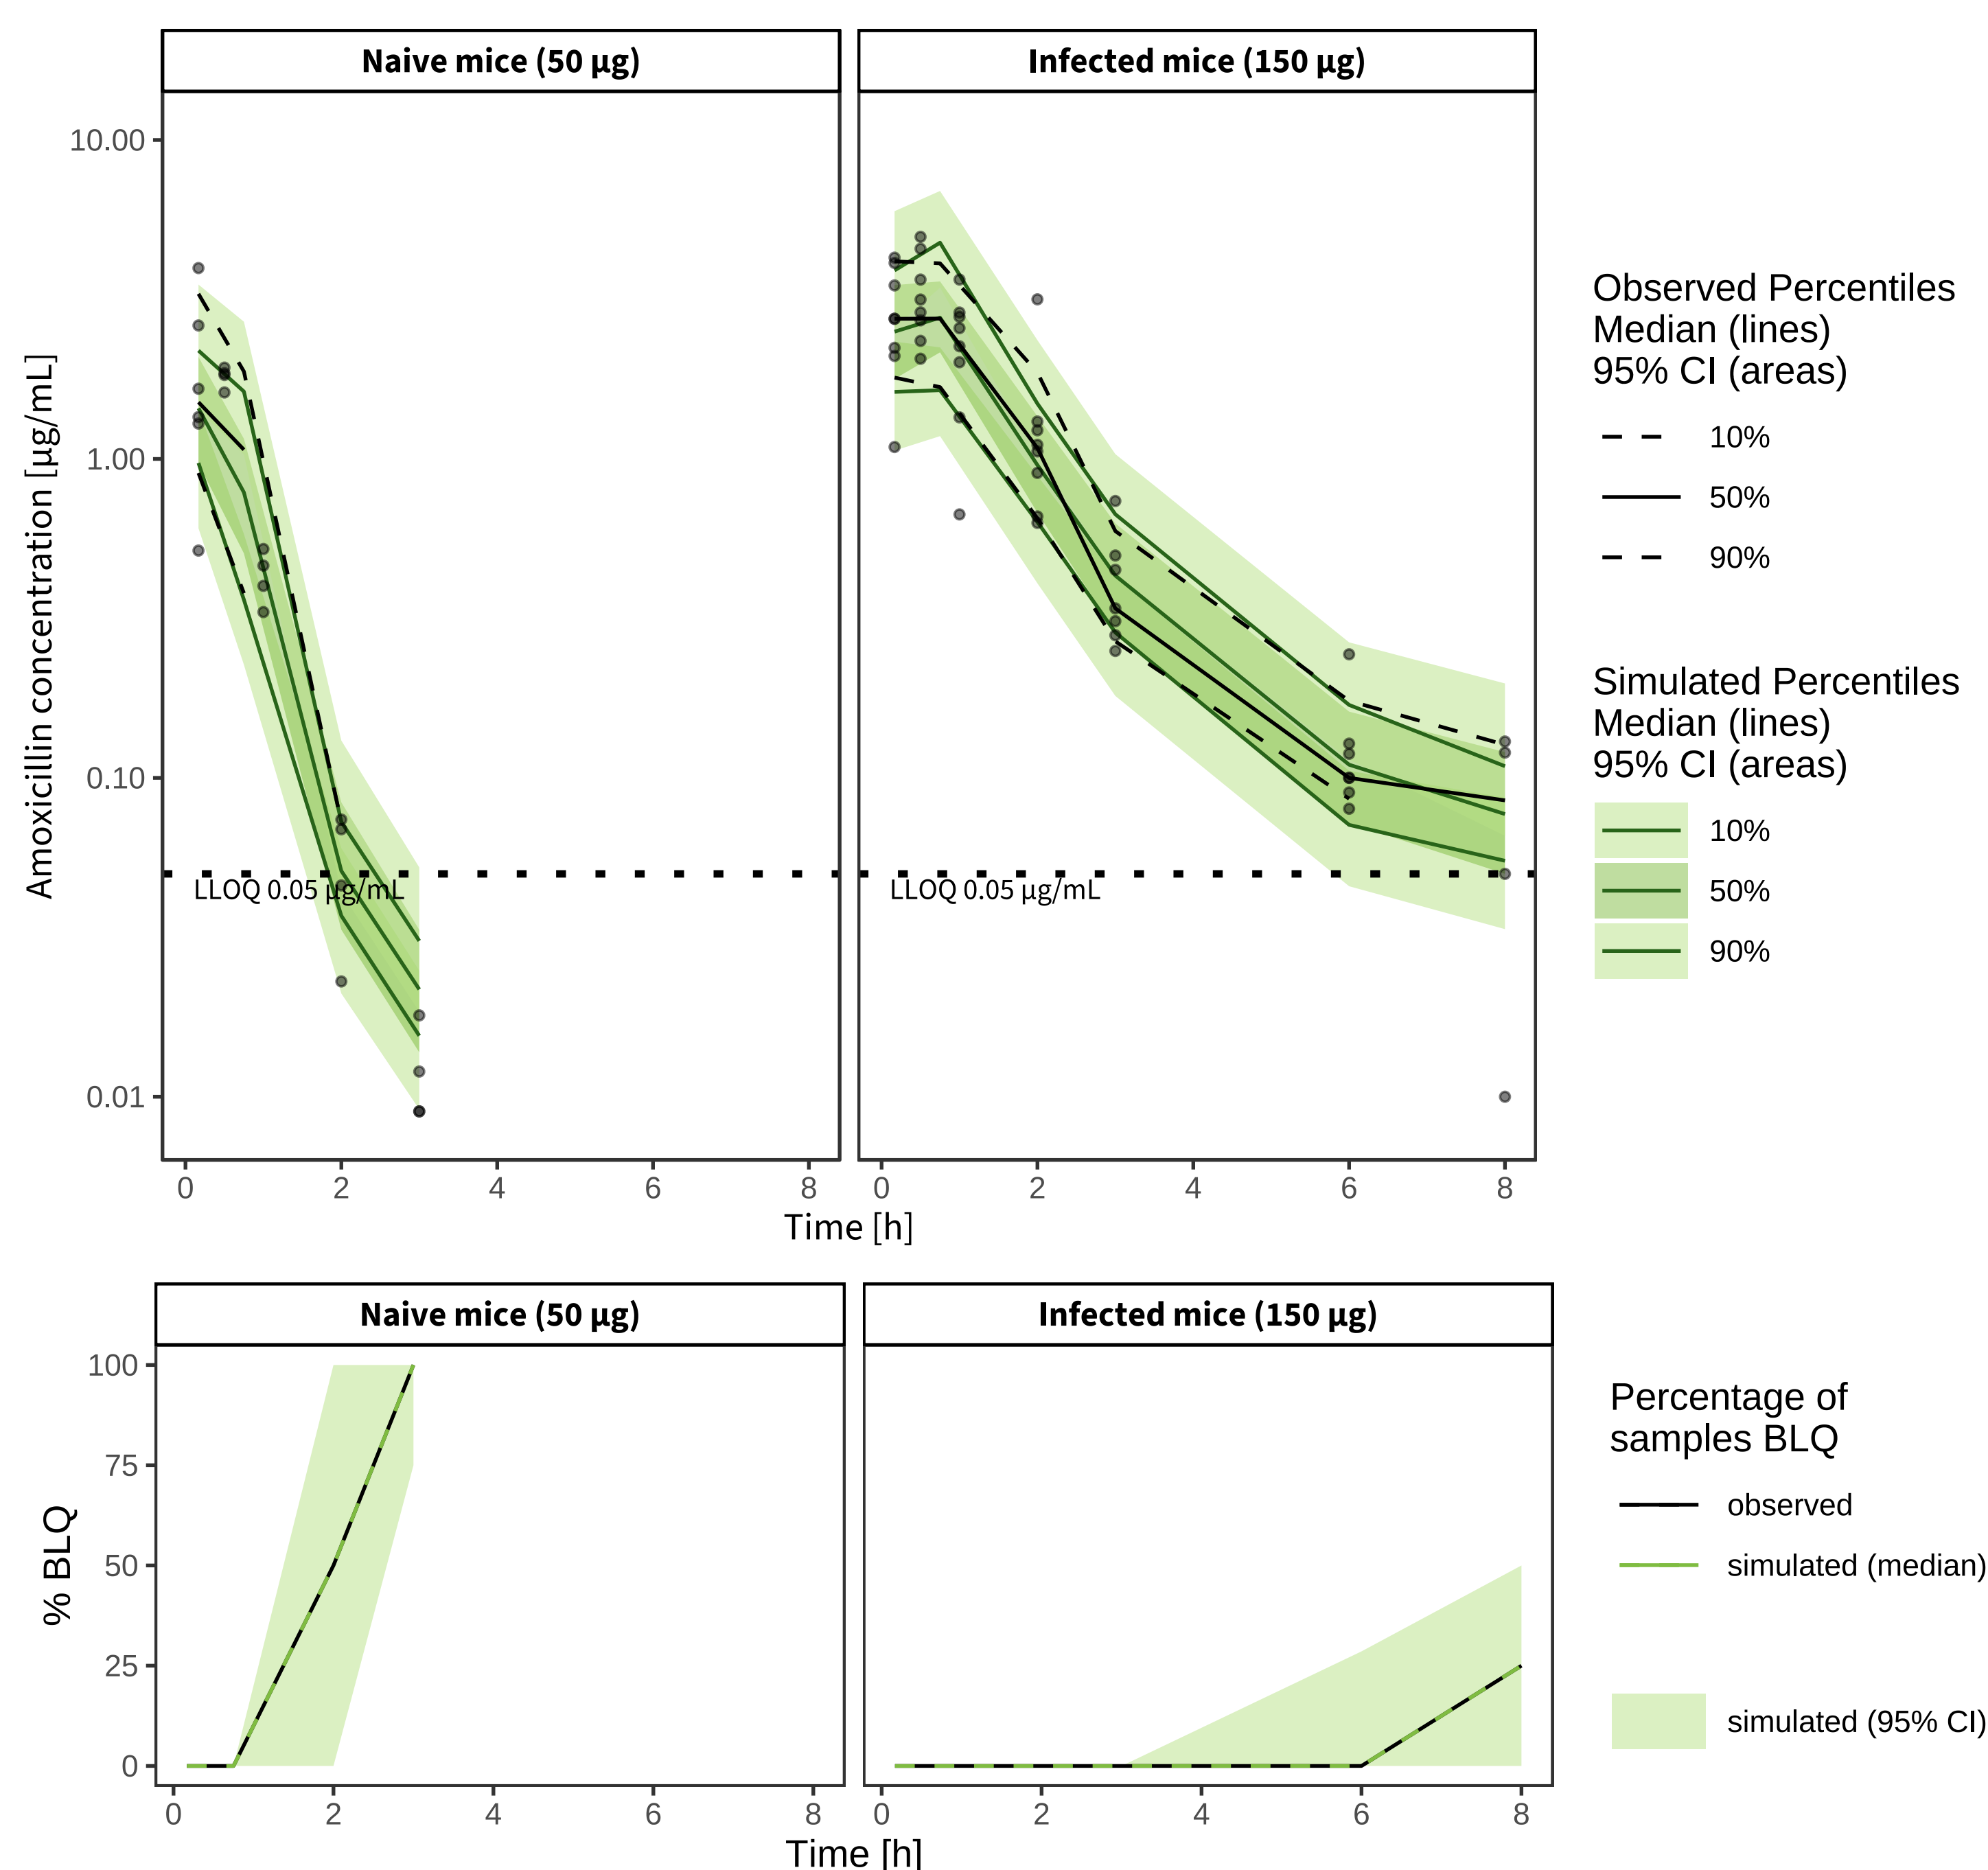 Naive mice (50 µg)
Infected mice (150 µg)
Amoxicillin concentration [µg/mL]
10.00
1.00
0.10
0.01
LLOQ 0.05 µg/mL
LLOQ 0.05 µg/mL
0 2 4 6 8
0 2 4 6 8
Time [h]
Observed Percentiles
Median (lines)
95% CI (areas)
10%
50%
90%
Simulated Percentiles
Median (lines)
95% CI (areas)
10%
50%
90%
Naive mice (50 µg)
Infected mice (150 µg)
% BLQ
100
75
50
25
0
0 2 4 6 8
0 2 4 6 8
Time [h]
Percentage of
samples BLQ
observed
simulated (median)
simulated (95% CI)